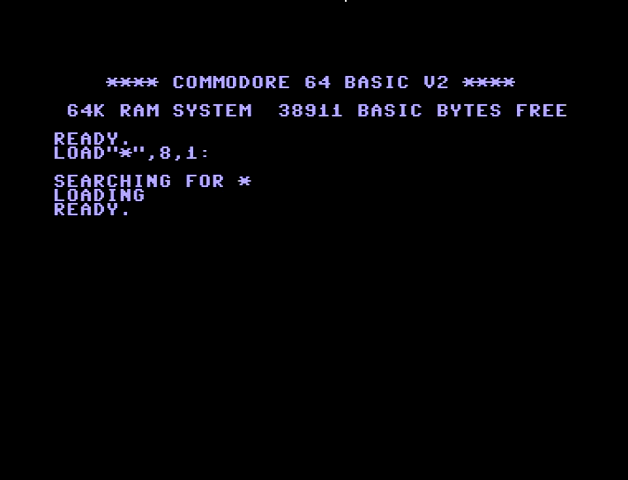 **** COMMODORE 64 BASIC V2 ****
64K RAM SYSTEM  38911 BASIC BYTES FREE
READY.
LOAD"*",8,1:
SEARCHING FOR *
LOADING
READY.